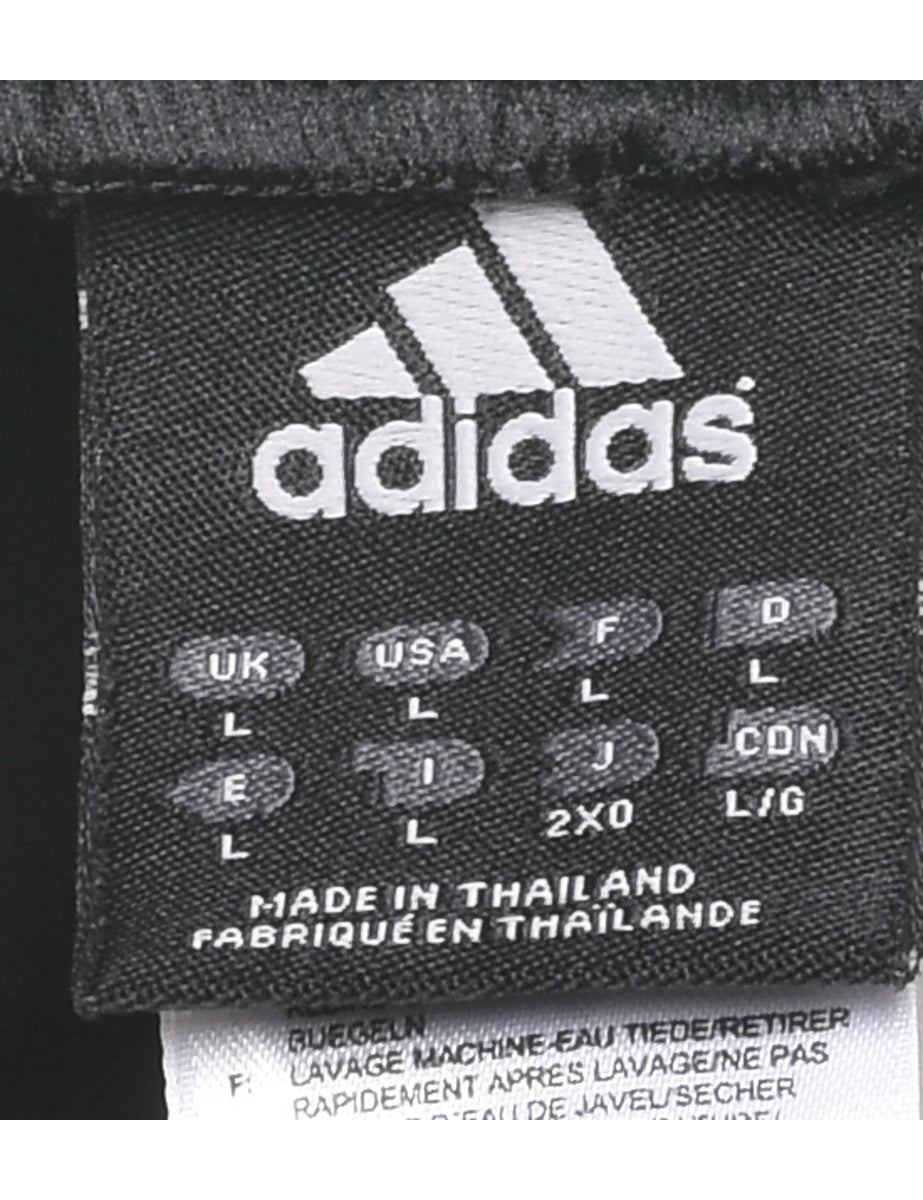 adidas
UK USA F D
L L L L
E I J CDN
L L 2XO L/G
MADE IN THAILAND
FABRIQUÉ EN THAÏLANDE
BUEGELN
F: LAVAGE MACHINE-EAU TIEDE/RETIRER
RAPIDEMENT APRES LAVAGE/NE PAS
D'EAU DE JAVEL/SECHER